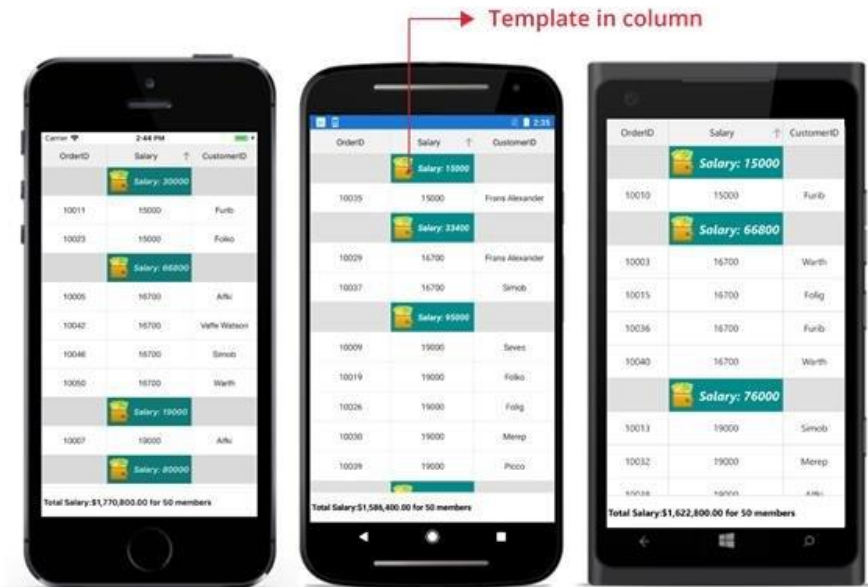 Template in column
Carrier 2:44 PM
OrderID Salary CustomerID
Salary: 30000
10011 15000 Furib
10023 15000 Folko
Salary: 66800
10005 16700 Alfki
10042 16700 Vaffe Watson
10046 16700 Simob
10050 16700 Warth
Salary: 19000
10007 19000 Alfki
Salary: 80000
Total Salary:$1,770,800.00 for 50 members
2:35
OrderID Salary CustomerID
Salary: 15000
10035 15000 Frans Alexander
Salary: 33400
10029 16700 Frans Alexander
10037 16700 Simob
Salary: 95000
10009 19000 Seves
10019 19000 Folko
10026 19000 Folig
10030 19000 Merep
10039 19000 Picco
Total Salary:$1,586,400.00 for 50 members
OrderID Salary CustomerID
Salary: 15000
10010 15000 Furib
Salary: 66800
10003 16700 Warth
10015 16700 Folig
10036 16700 Furib
10040 16700 Warth
Salary: 76000
10013 19000 Simob
10032 19000 Merep
10038 19000 Alfki
Total Salary:$1,622,800.00 for 50 members